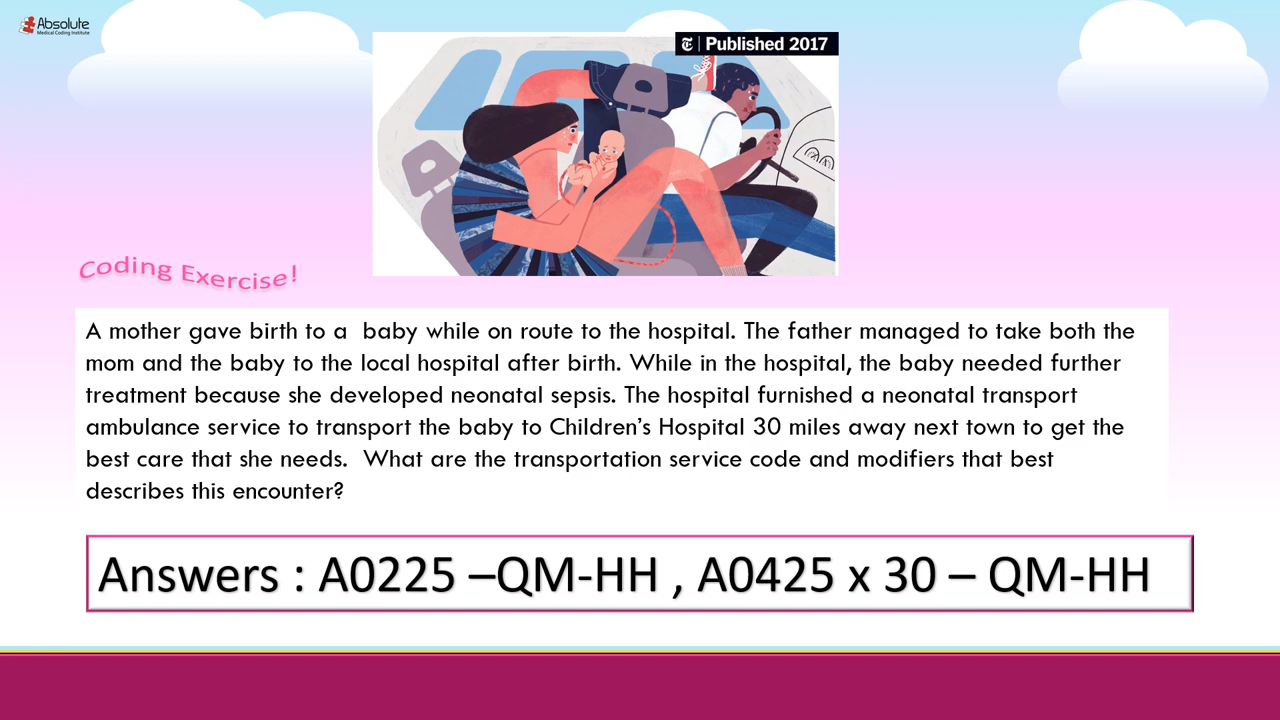 Absolute
Medical Coding Institute
T | Published 2017
Coding Exercise!
A mother gave birth to a  baby while on route to the hospital. The father managed to take both the
mom and the baby to the local hospital after birth. While in the hospital, the baby needed further
treatment because she developed neonatal sepsis. The hospital furnished a neonatal transport
ambulance service to transport the baby to Children’s Hospital 30 miles away next town to get the
best care that she needs.  What are the transportation service code and modifiers that best
describes this encounter?
Answers : A0225 –QM-HH , A0425 x 30 – QM-HH